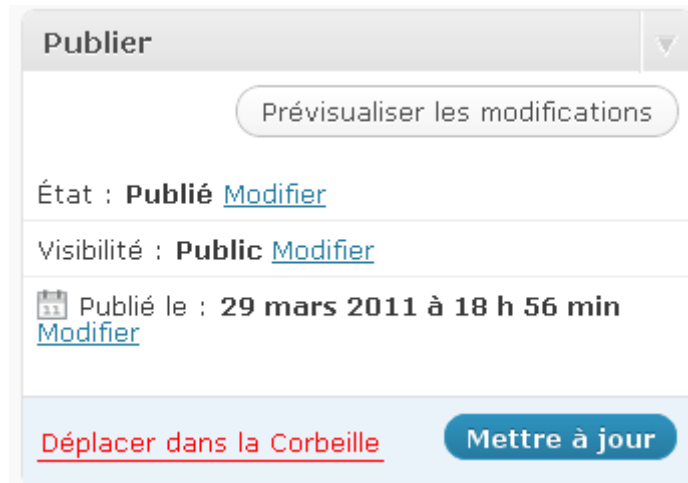 Publier
Prévisualiser les modifications
État : Publié Modifier
Visibilité : Public Modifier
11 Publié le : 29 mars 2011 à 18 h 56 min
Modifier
Déplacer dans la Corbeille Mettre à jour